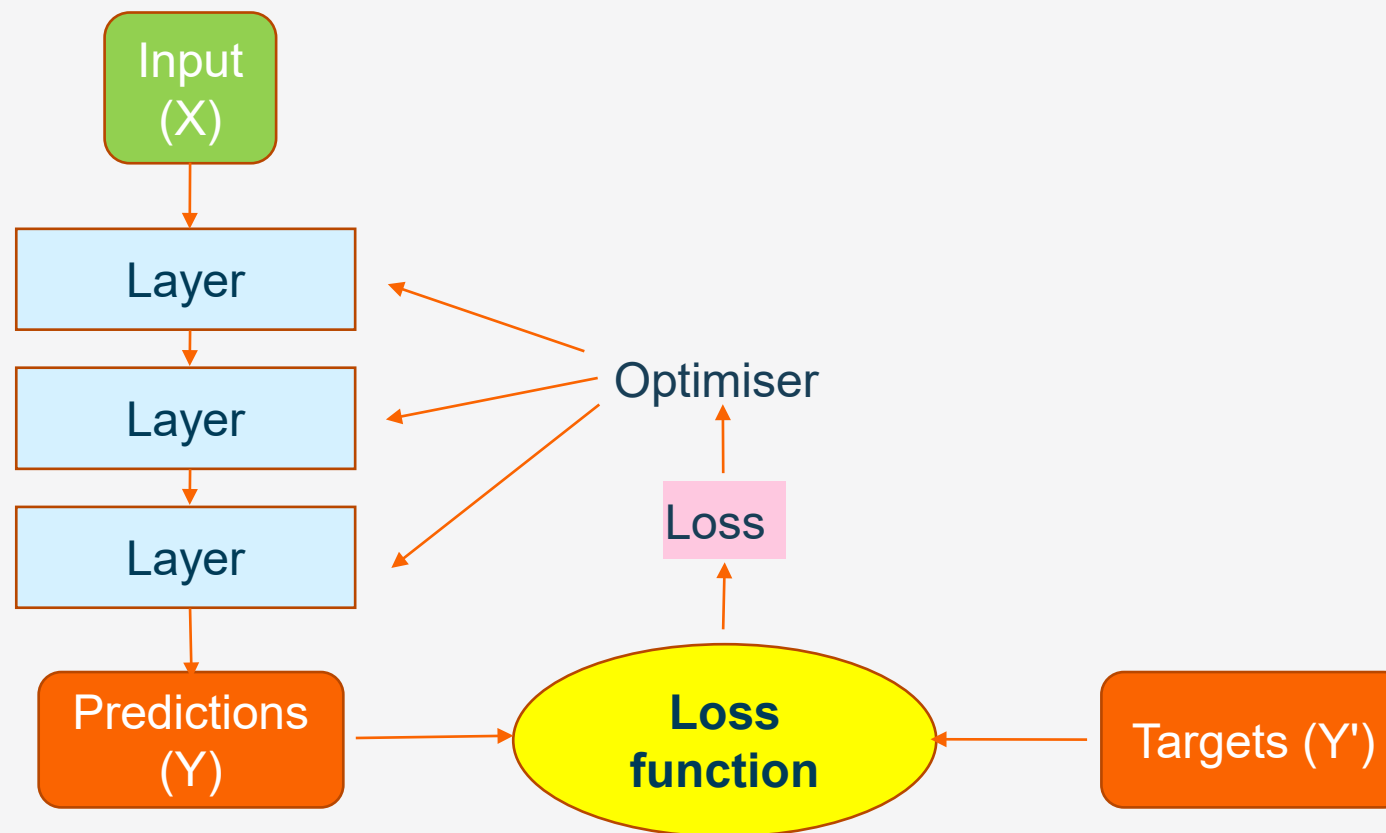 Input
(X)
Layer
Layer
Layer
Optimiser
Loss
Predictions
(Y)
Loss
function
Targets (Y')